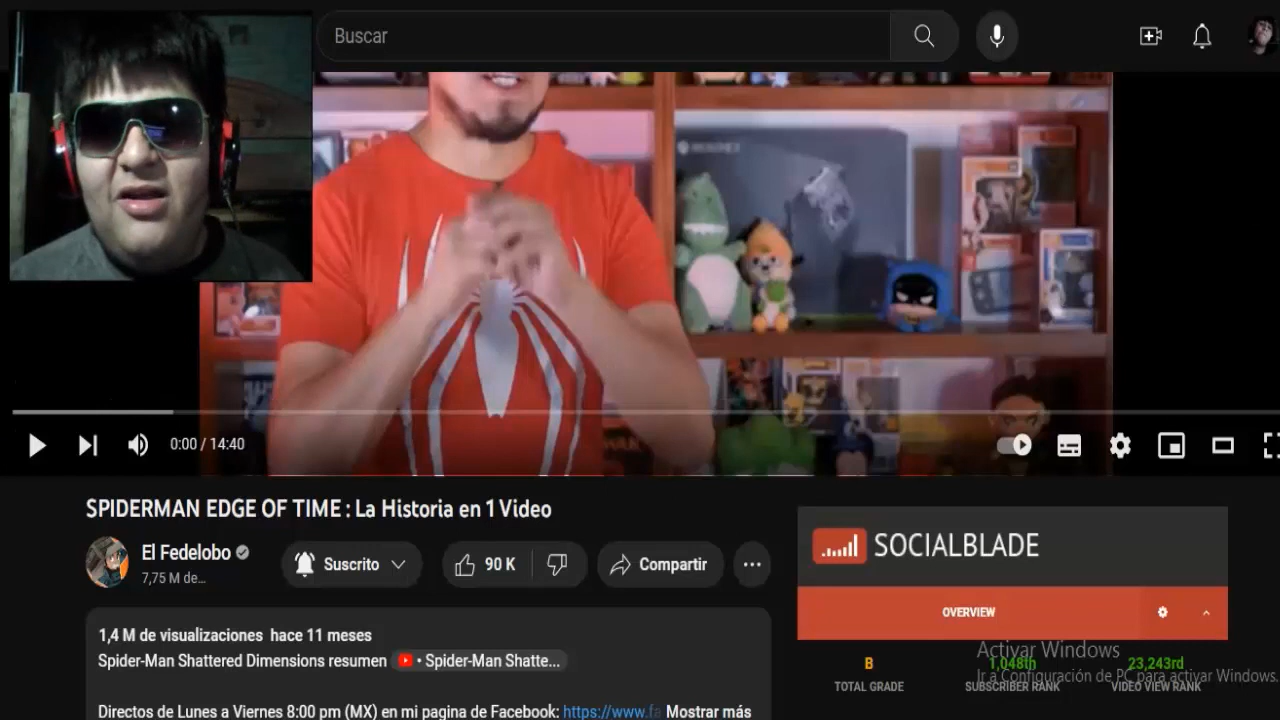 Buscar
0:00 / 14:40
SPIDERMAN EDGE OF TIME : La Historia en 1 Video
El Fedelobo
7,75 M de...
Suscrito
90 K
Compartir
1,4 M de visualizaciones hace 11 meses
Spider-Man Shattered Dimensions resumen • Spider-Man Shatte...
Directos de Lunes a Viernes 8:00 pm (MX) en mi pagina de Facebook: https://www.fa Mostrar más
SOCIALBLADE
OVERVIEW
B
TOTAL GRADE
1,048th
SUBSCRIBER RANK
23,243rd
VIDEO VIEW RANK
Activar Windows
Ir a Configuración de PC para activar Windows.